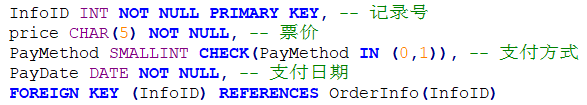 InfoID INT NOT NULL PRIMARY KEY, -- 记录号
price CHAR(5) NOT NULL, -- 票价
PayMethod SMALLINT CHECK(PayMethod IN (0,1)), -- 支付方式
PayDate DATE NOT NULL, -- 支付日期
FOREIGN KEY (InfoID) REFERENCES OrderInfo(InfoID)